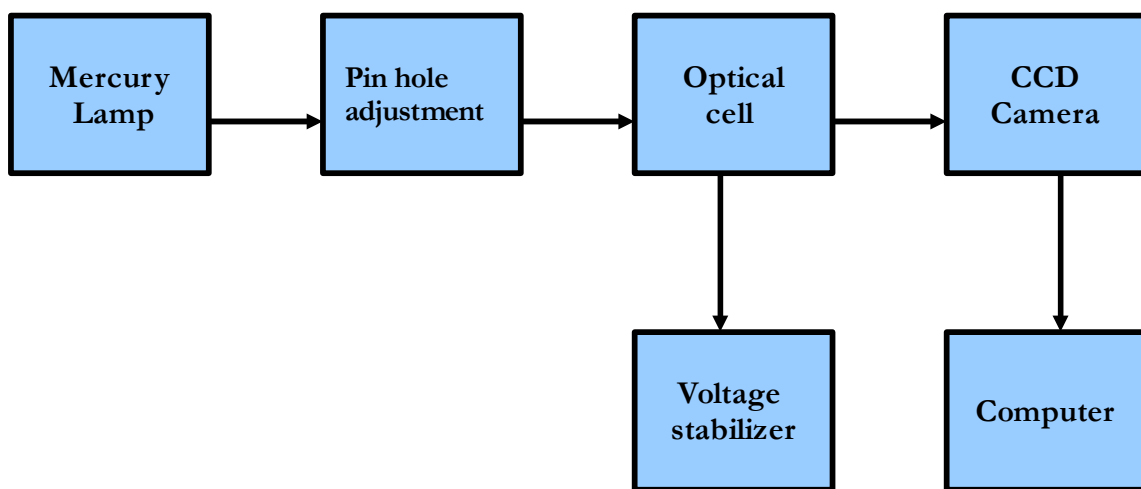 Mercury
Lamp
Pin hole
adjustment
Optical
cell
CCD
Camera
Voltage
stabilizer
Computer